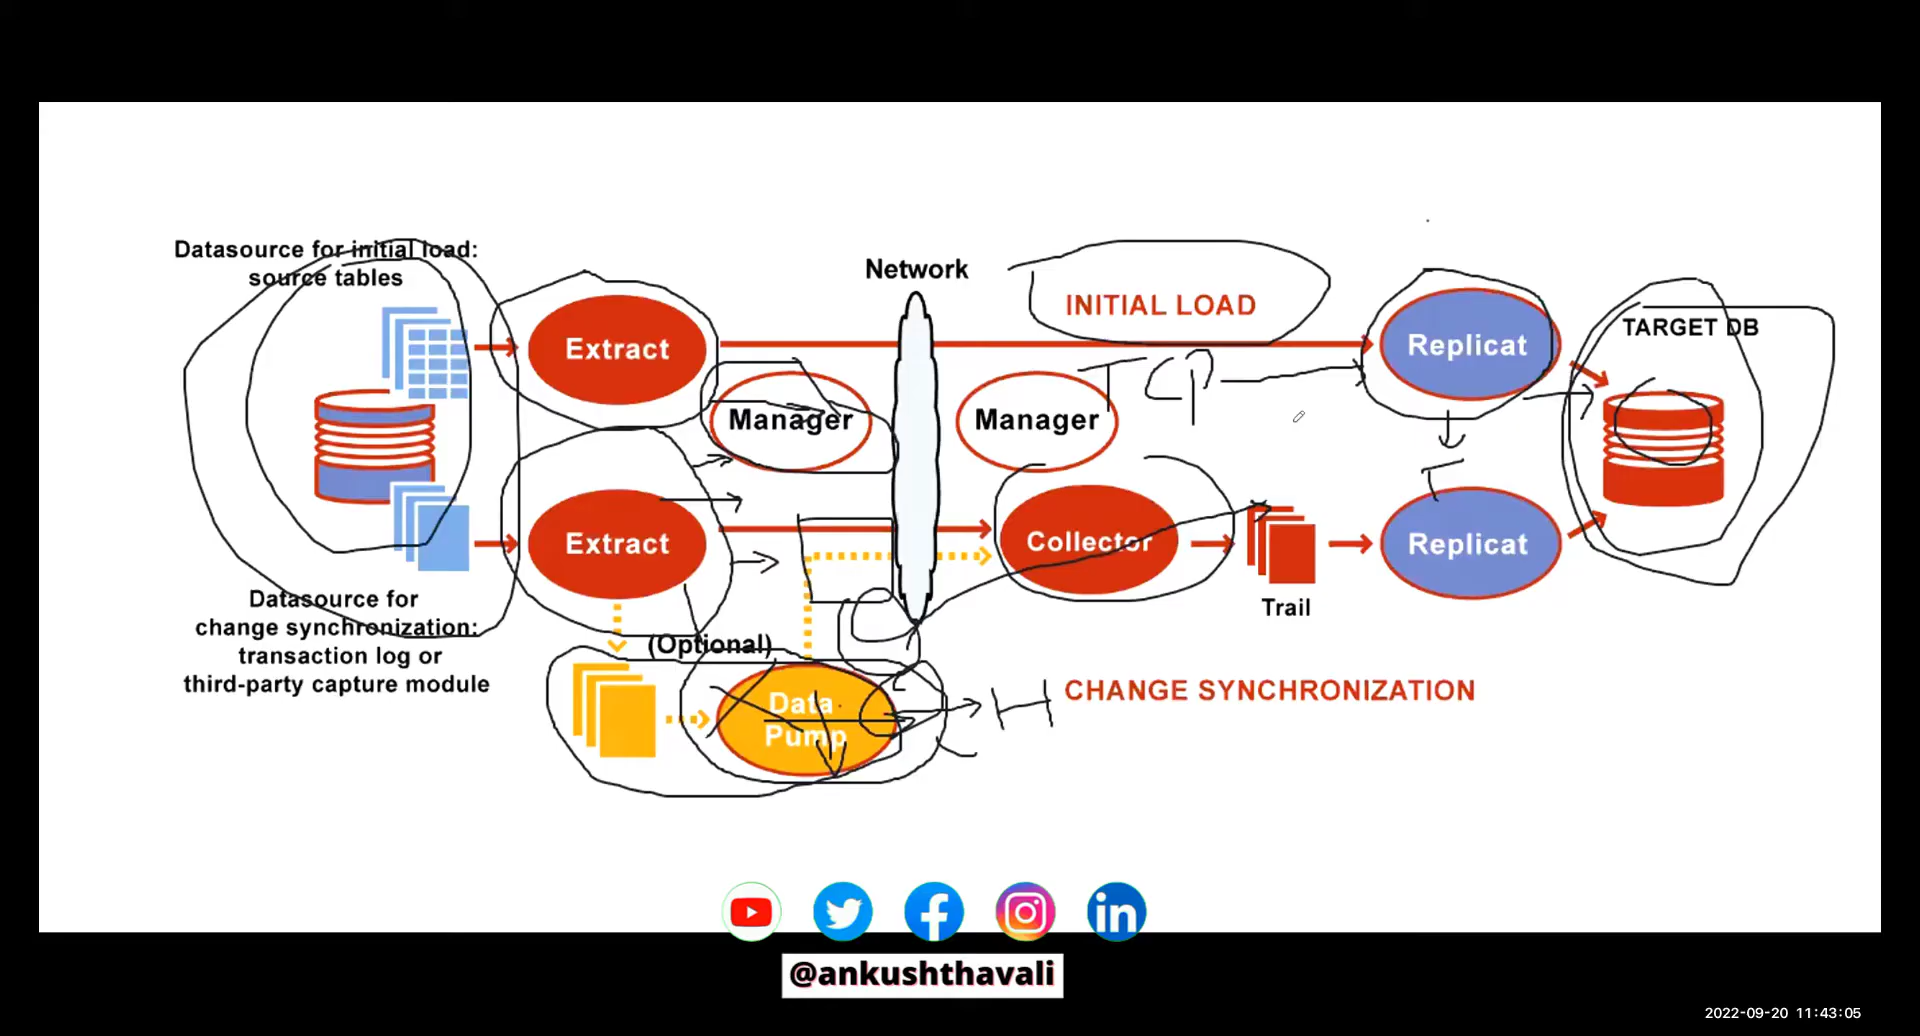 Datasource for initial load:
source tables
Network
INITIAL LOAD
TARGET DB
Extract
Replicat
Manager
Manager
TCP
Extract
Collector
Replicat
Trail
Datasource for
change synchronization:
transaction log or
third-party capture module
(Optional)
Data
Pump
CHANGE SYNCHRONIZATION
in
@ankushthavali
2022-09-20 11:43:05